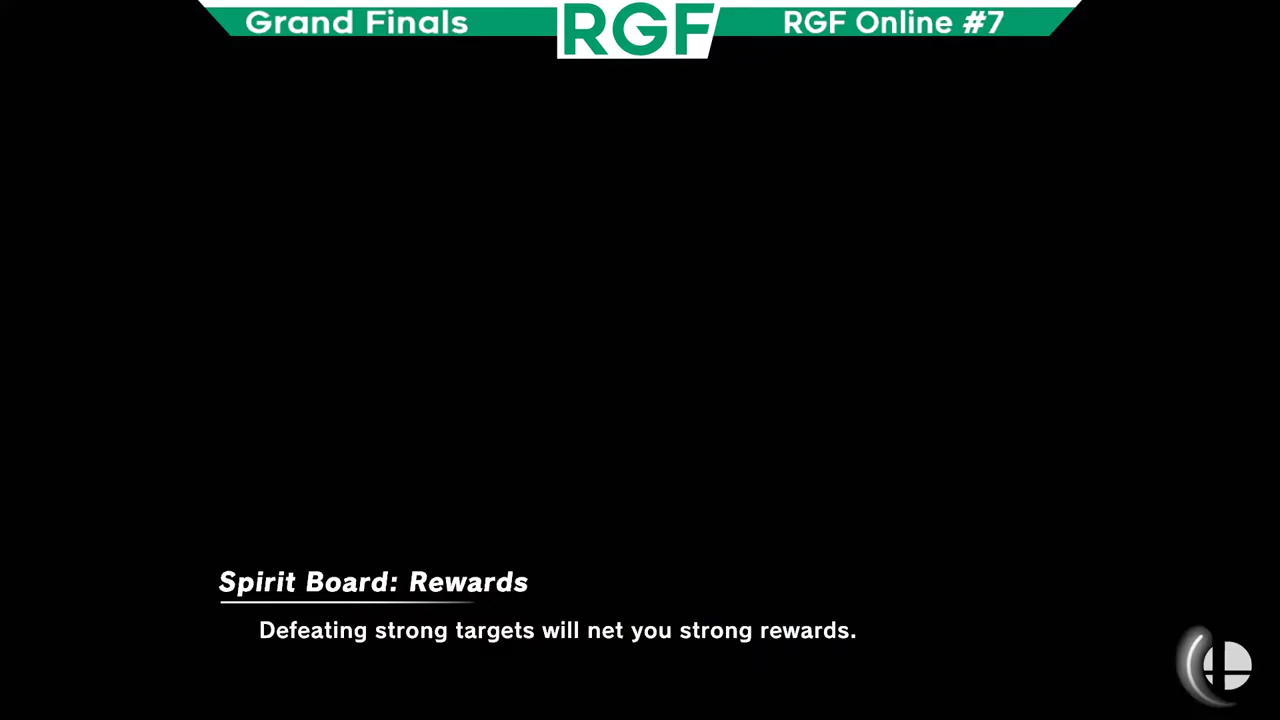 Grand Finals
RGF
RGF Online #7
Spirit Board: Rewards
Defeating strong targets will net you strong rewards.